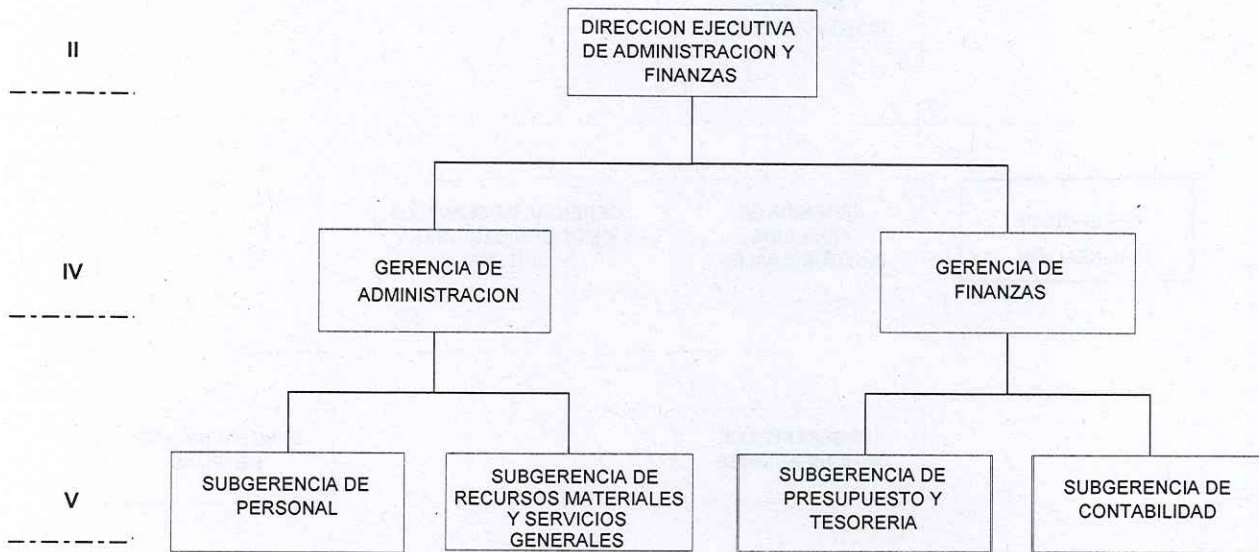 II
DIRECCION EJECUTIVA
DE ADMINISTRACION Y
FINANZAS
IV
GERENCIA DE
ADMINISTRACION
GERENCIA DE
FINANZAS
V
SUBGERENCIA DE
PERSONAL
SUBGERENCIA DE
RECURSOS MATERIALES
Y SERVICIOS
GENERALES
SUBGERENCIA DE
PRESUPUESTO Y
TESORERIA
SUBGERENCIA DE
CONTABILIDAD